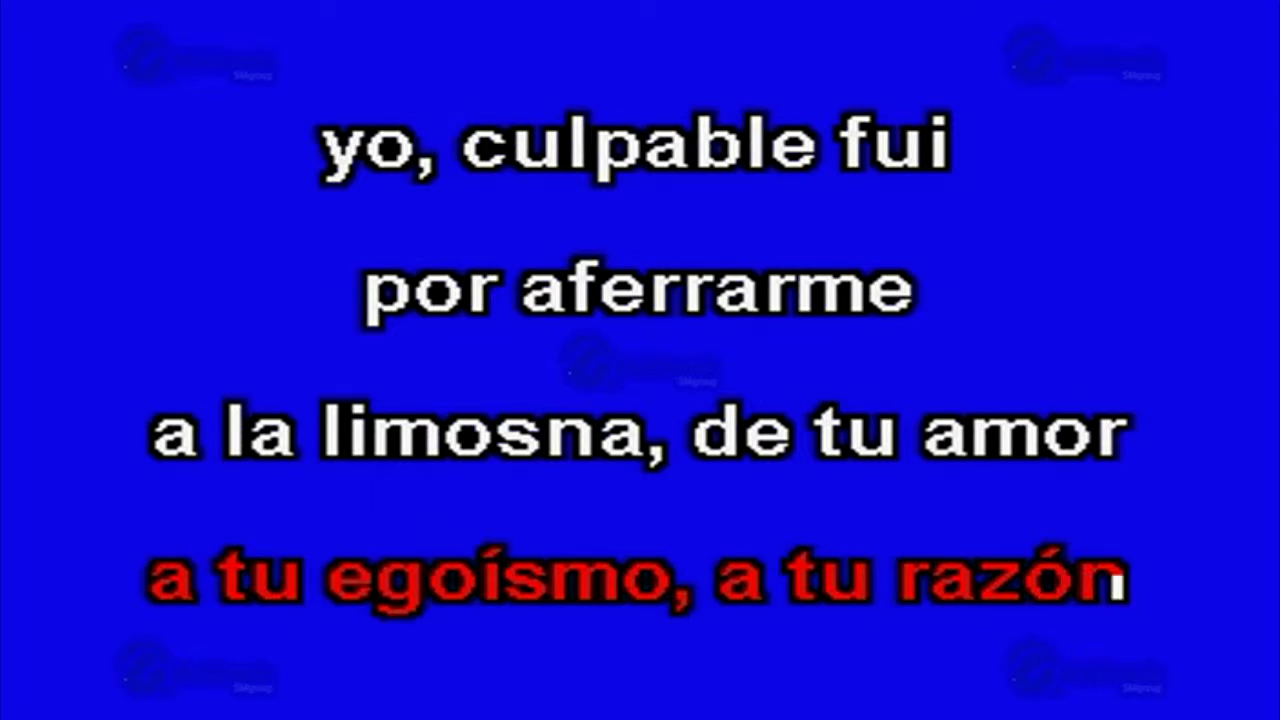 yo, culpable fui
por aferrarme
a la limosna, de tu amor
a tu egoísmo, a tu razón